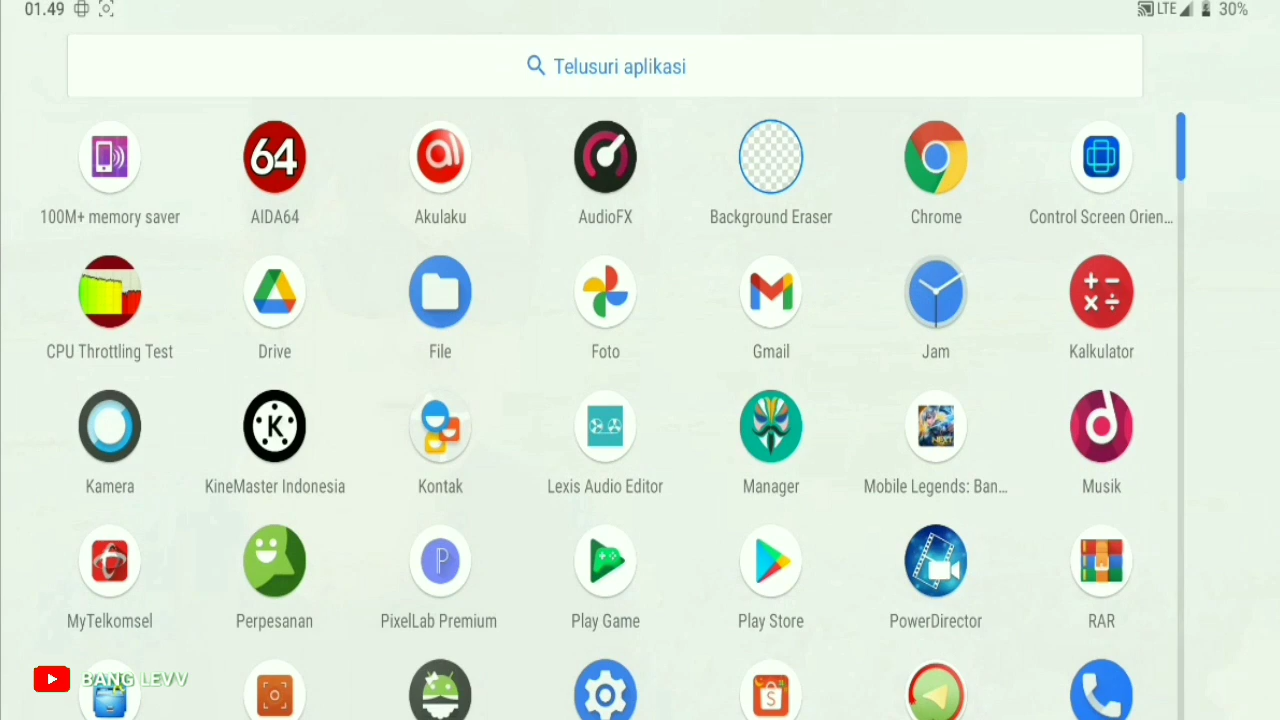 01.49 LTE 30%
Telusuri aplikasi
64
100M+ memory saver AIDA64 Akulaku AudioFX Background Eraser Chrome Control Screen Orien...
CPU Throttling Test Drive File Foto Gmail Jam Kalkulator
K
NEXT
Kamera KineMaster Indonesia Kontak Lexis Audio Editor Manager Mobile Legends: Ban... Musik
P
MyTelkomsel Perpesanan PixelLab Premium Play Game Play Store PowerDirector RAR
BANG LEVV
S